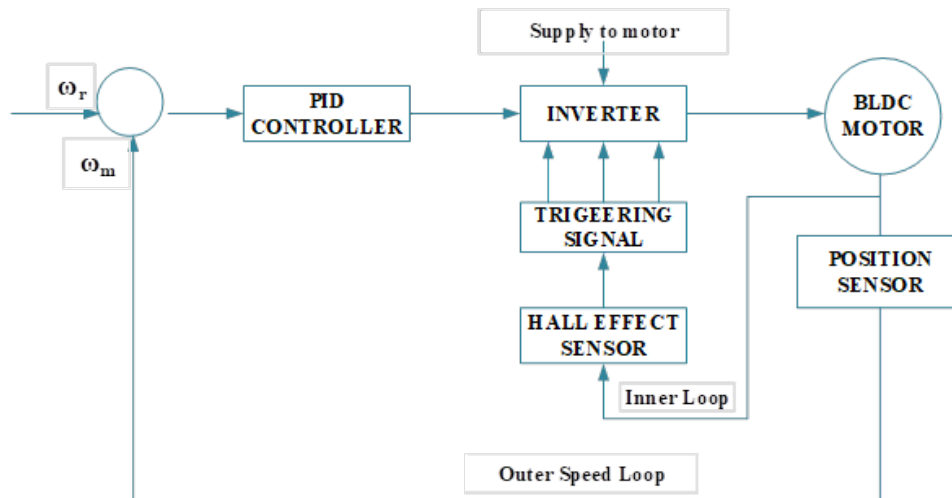 Supply to motor
ωr
PID
CONTROLLER
INVERTER
BLDC
MOTOR
ωm
TRIGEERING
SIGNAL
POSITION
SENSOR
HALL EFFECT
SENSOR
Inner Loop
Outer Speed Loop